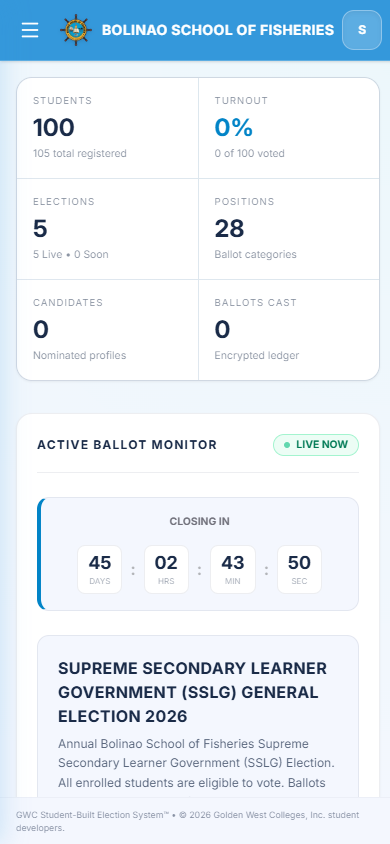 BOLINAO SCHOOL OF FISHERIES
S
STUDENTS
100
105 total registered
TURNOUT
0%
0 of 100 voted
ELECTIONS
5
5 Live • 0 Soon
POSITIONS
28
Ballot categories
CANDIDATES
0
Nominated profiles
BALLOTS CAST
0
Encrypted ledger
ACTIVE BALLOT MONITOR
LIVE NOW
CLOSING IN
45 : 02 : 43 : 50
DAYS HRS MIN SEC
SUPREME SECONDARY LEARNER
GOVERNMENT (SSLG) GENERAL
ELECTION 2026
Annual Bolinao School of Fisheries Supreme
Secondary Learner Government (SSLG) Election.
All enrolled students are eligible to vote. Ballots
GWC Student-Built Election System™ • © 2026 Golden West Colleges, Inc. student
developers.